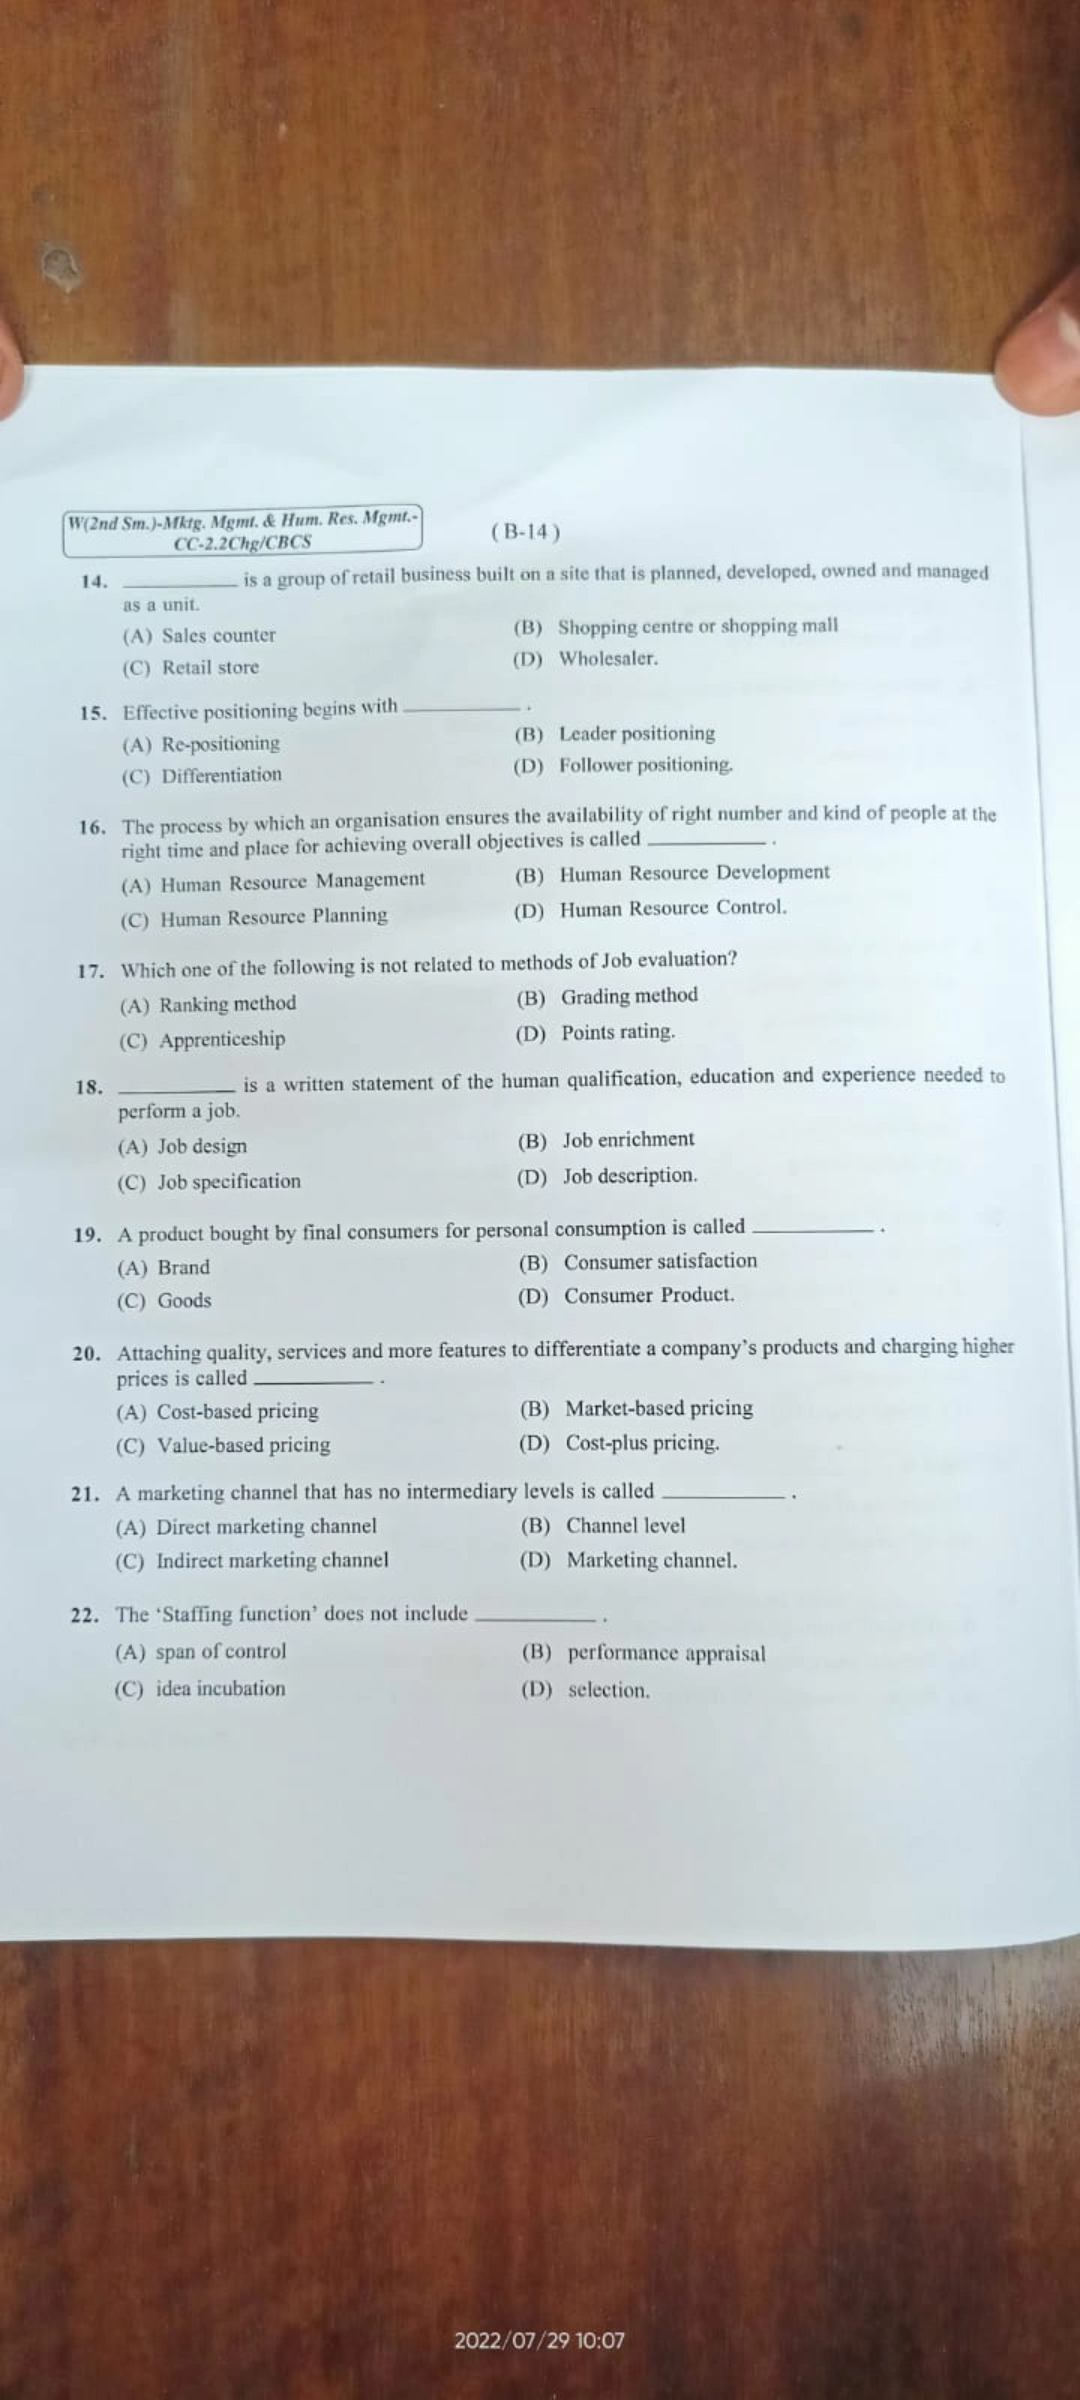 W(2nd Sm.)-Mktg. Mgmt. & Hum. Res. Mgmt.-
CC-2.2Chg/CBCS
( B-14 )
14. __________ is a group of retail business built on a site that is planned, developed, owned and managed
as a unit.
(A) Sales counter (B) Shopping centre or shopping mall
(C) Retail store (D) Wholesaler.
15. Effective positioning begins with __________ .
(A) Re-positioning (B) Leader positioning
(C) Differentiation (D) Follower positioning.
16. The process by which an organisation ensures the availability of right number and kind of people at the
right time and place for achieving overall objectives is called __________ .
(A) Human Resource Management (B) Human Resource Development
(C) Human Resource Planning (D) Human Resource Control.
17. Which one of the following is not related to methods of Job evaluation?
(A) Ranking method (B) Grading method
(C) Apprenticeship (D) Points rating.
18. __________ is a written statement of the human qualification, education and experience needed to
perform a job.
(A) Job design (B) Job enrichment
(C) Job specification (D) Job description.
19. A product bought by final consumers for personal consumption is called __________ .
(A) Brand (B) Consumer satisfaction
(C) Goods (D) Consumer Product.
20. Attaching quality, services and more features to differentiate a company's products and charging higher
prices is called __________ .
(A) Cost-based pricing (B) Market-based pricing
(C) Value-based pricing (D) Cost-plus pricing.
21. A marketing channel that has no intermediary levels is called __________ .
(A) Direct marketing channel (B) Channel level
(C) Indirect marketing channel (D) Marketing channel.
22. The 'Staffing function' does not include __________ .
(A) span of control (B) performance appraisal
(C) idea incubation (D) selection.
2022/07/29 10:07